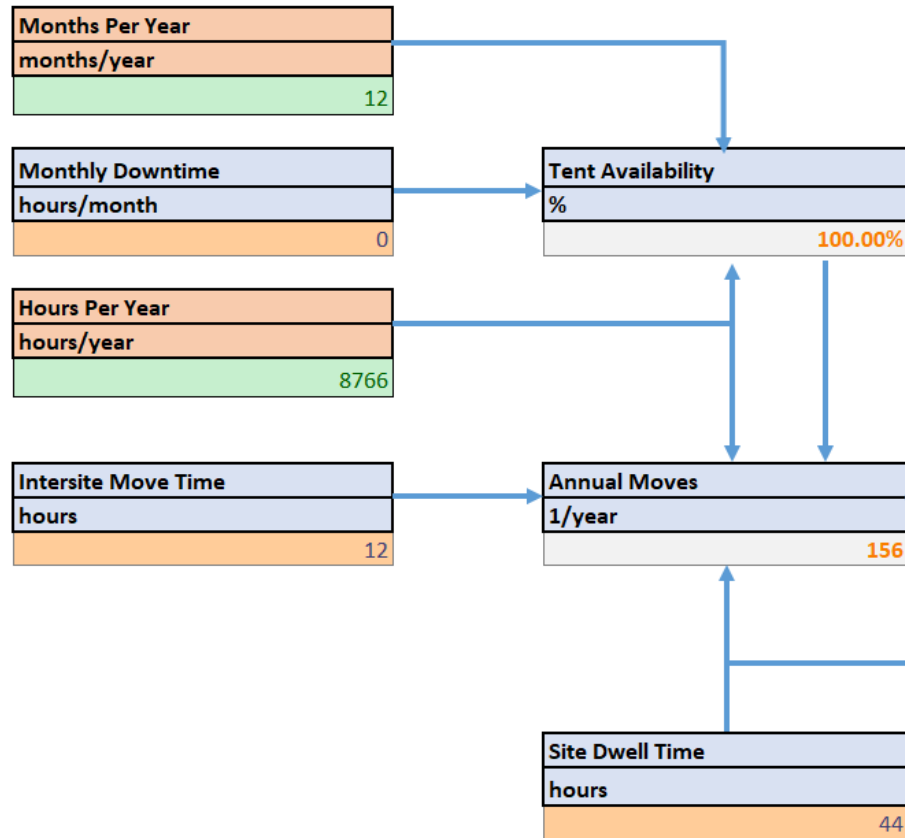 Months Per Year
months/year
12
Monthly Downtime
hours/month
0
Tent Availability
%
100.00%
Hours Per Year
hours/year
8766
Intersite Move Time
hours
12
Annual Moves
1/year
156
Site Dwell Time
hours
44